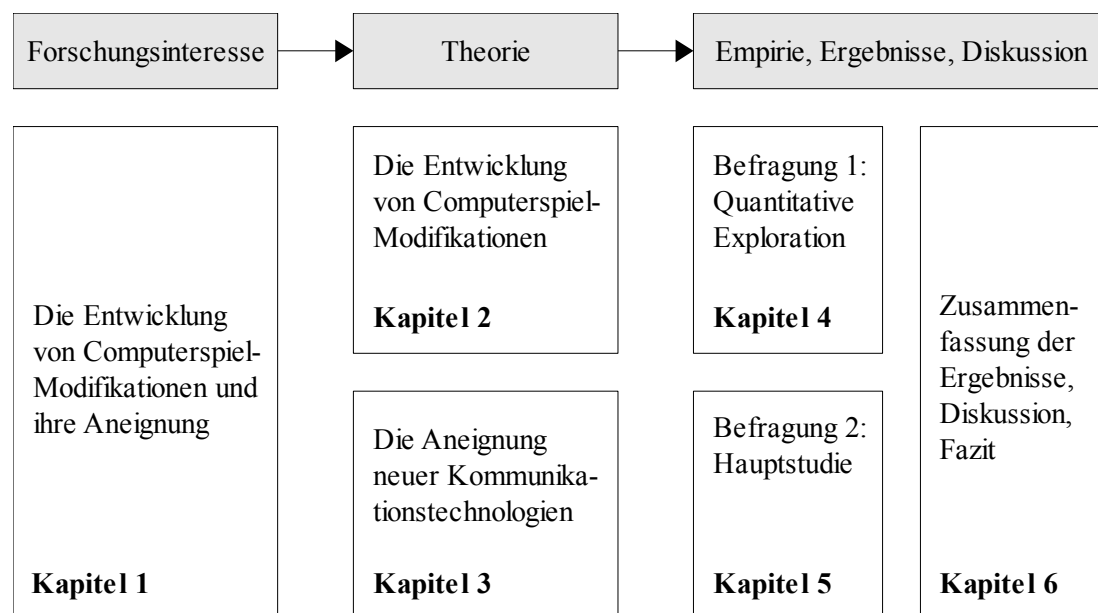 Forschungsinteresse
Theorie
Empirie, Ergebnisse, Diskussion
Die Entwicklung
von Computerspiel-
Modifikationen und
ihre Aneignung
Kapitel 1
Die Entwicklung
von Computerspiel-
Modifikationen
Kapitel 2
Die Aneignung
neuer Kommunika-
tionstechnologien
Kapitel 3
Befragung 1:
Quantitative
Exploration
Kapitel 4
Befragung 2:
Hauptstudie
Kapitel 5
Zusammen-
fassung der
Ergebnisse,
Diskussion,
Fazit
Kapitel 6